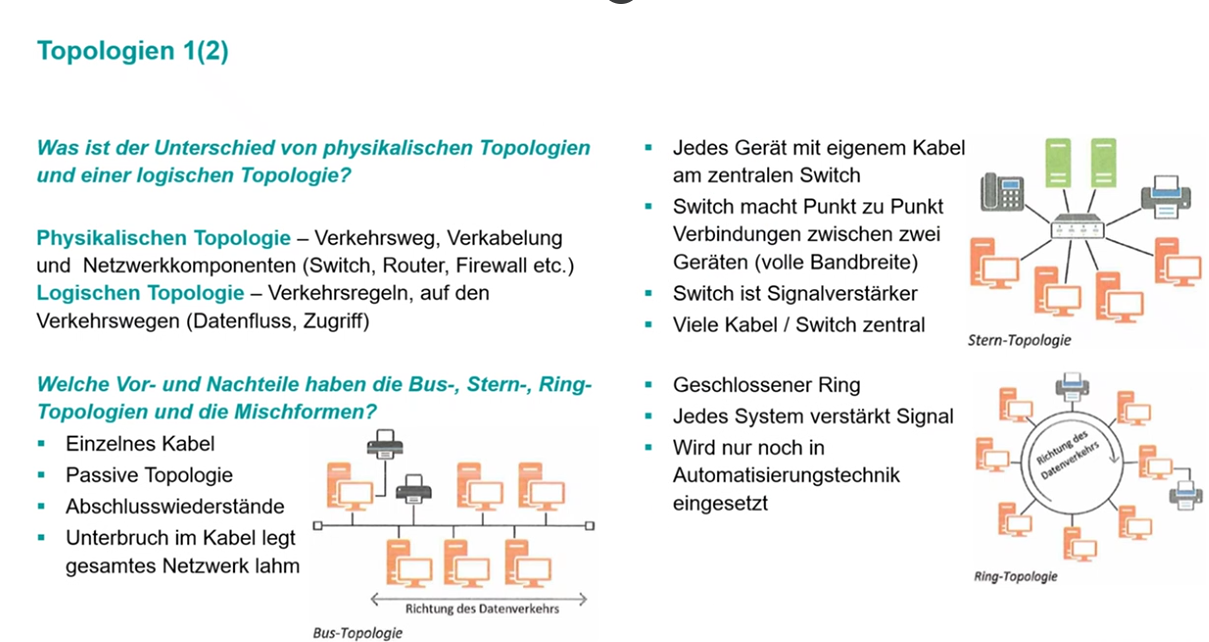 Topologien 1(2)
Was ist der Unterschied von physikalischen Topologien
und einer logischen Topologie?
Physikalischen Topologie – Verkehrsweg, Verkabelung
und  Netzwerkkomponenten (Switch, Router, Firewall etc.)
Logischen Topologie – Verkehrsregeln, auf den
Verkehrswegen (Datenfluss, Zugriff)
Welche Vor- und Nachteile haben die Bus-, Stern-, Ring-
Topologien und die Mischformen?
▪ Einzelnes Kabel
▪ Passive Topologie
▪ Abschlusswiederstände
▪ Unterbruch im Kabel legt
gesamtes Netzwerk lahm
Richtung des Datenverkehrs
Bus-Topologie
▪ Jedes Gerät mit eigenem Kabel
am zentralen Switch
▪ Switch macht Punkt zu Punkt
Verbindungen zwischen zwei
Geräten (volle Bandbreite)
▪ Switch ist Signalverstärker
▪ Viele Kabel / Switch zentral
Stern-Topologie
▪ Geschlossener Ring
▪ Jedes System verstärkt Signal
▪ Wird nur noch in
Automatisierungstechnik
eingesetzt
Richtung des
Datenverkehrs
Ring-Topologie